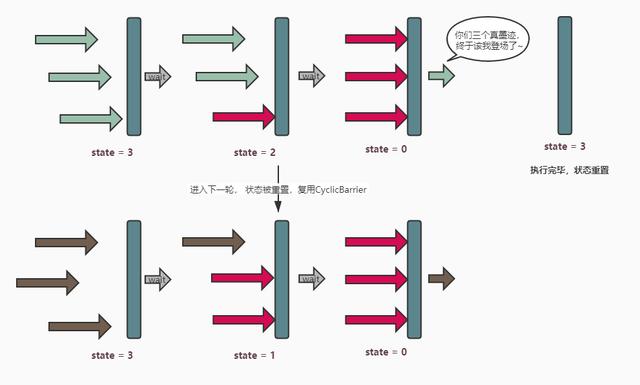 你们三个真墨迹，
终于该我登场了~
wait
wait
state = 3
state = 2
state = 0
state = 3
执行完毕，状态重置
进入下一轮， 状态被重置，复用CyclicBarrier
wait
wait
state = 3
state = 1
state = 0